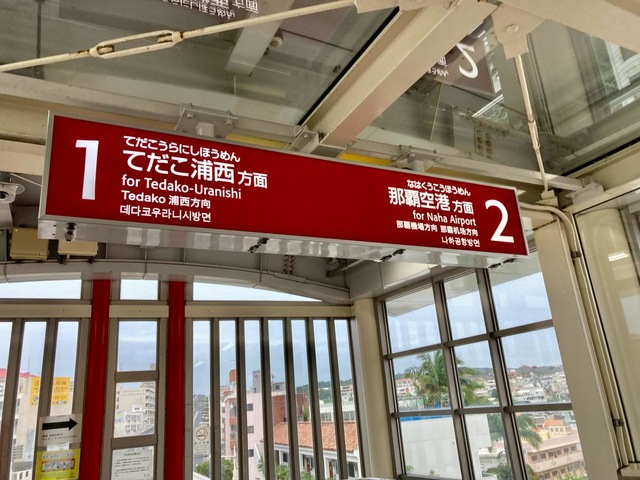 1
てだこうらにしほうめん
てだこ浦西方面
for Tedako-Uranishi
Tedako 浦西方向
데다코우라니시방면
なはくうこうほうめん
那覇空港方面
for Naha Airport
那覇機場方向 那霸机场方向
나하공항방면
2